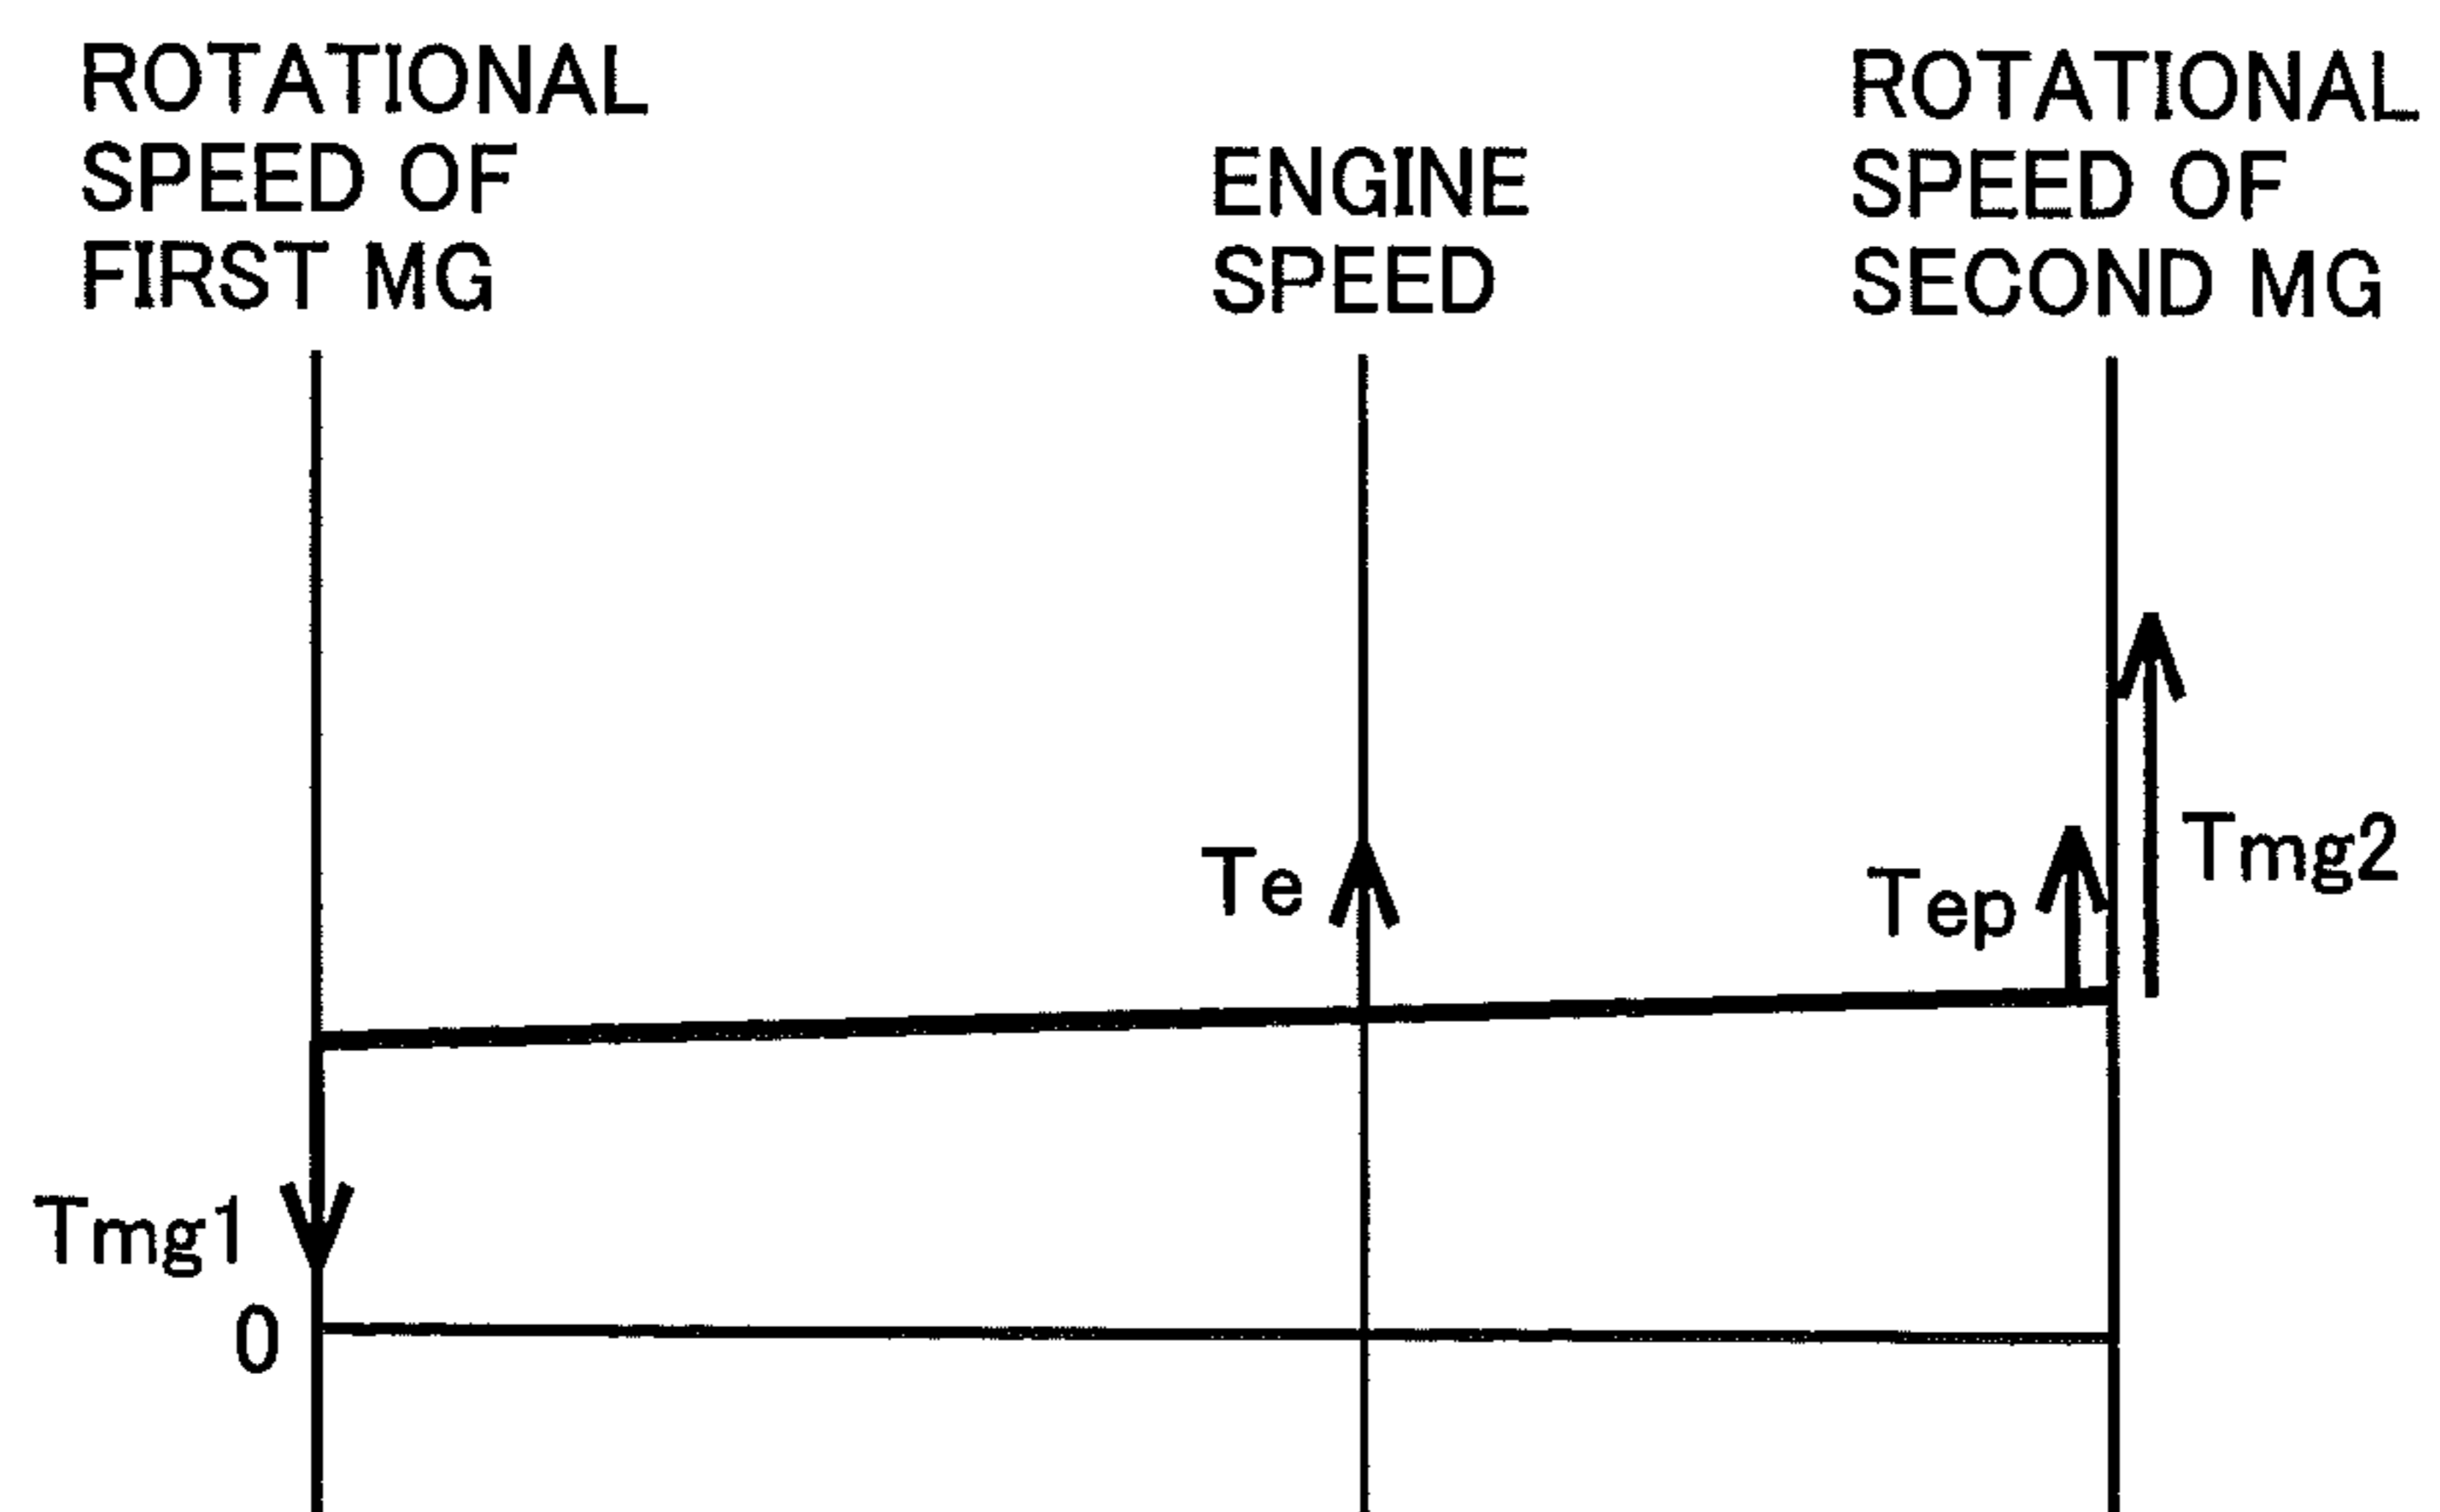 ROTATIONAL
SPEED OF
FIRST MG
ENGINE
SPEED
ROTATIONAL
SPEED OF
SECOND MG
Tmg2
Te
Tep
Tmg1
0